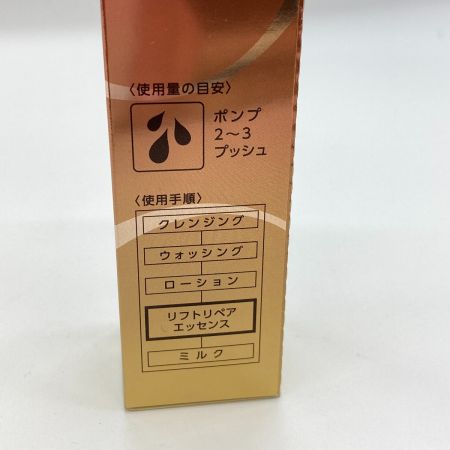 〈使用量の目安〉
ポンプ
2〜3
プッシュ
〈使用手順〉
クレンジング
ウォッシング
ローション
リフトリペア
エッセンス
ミルク